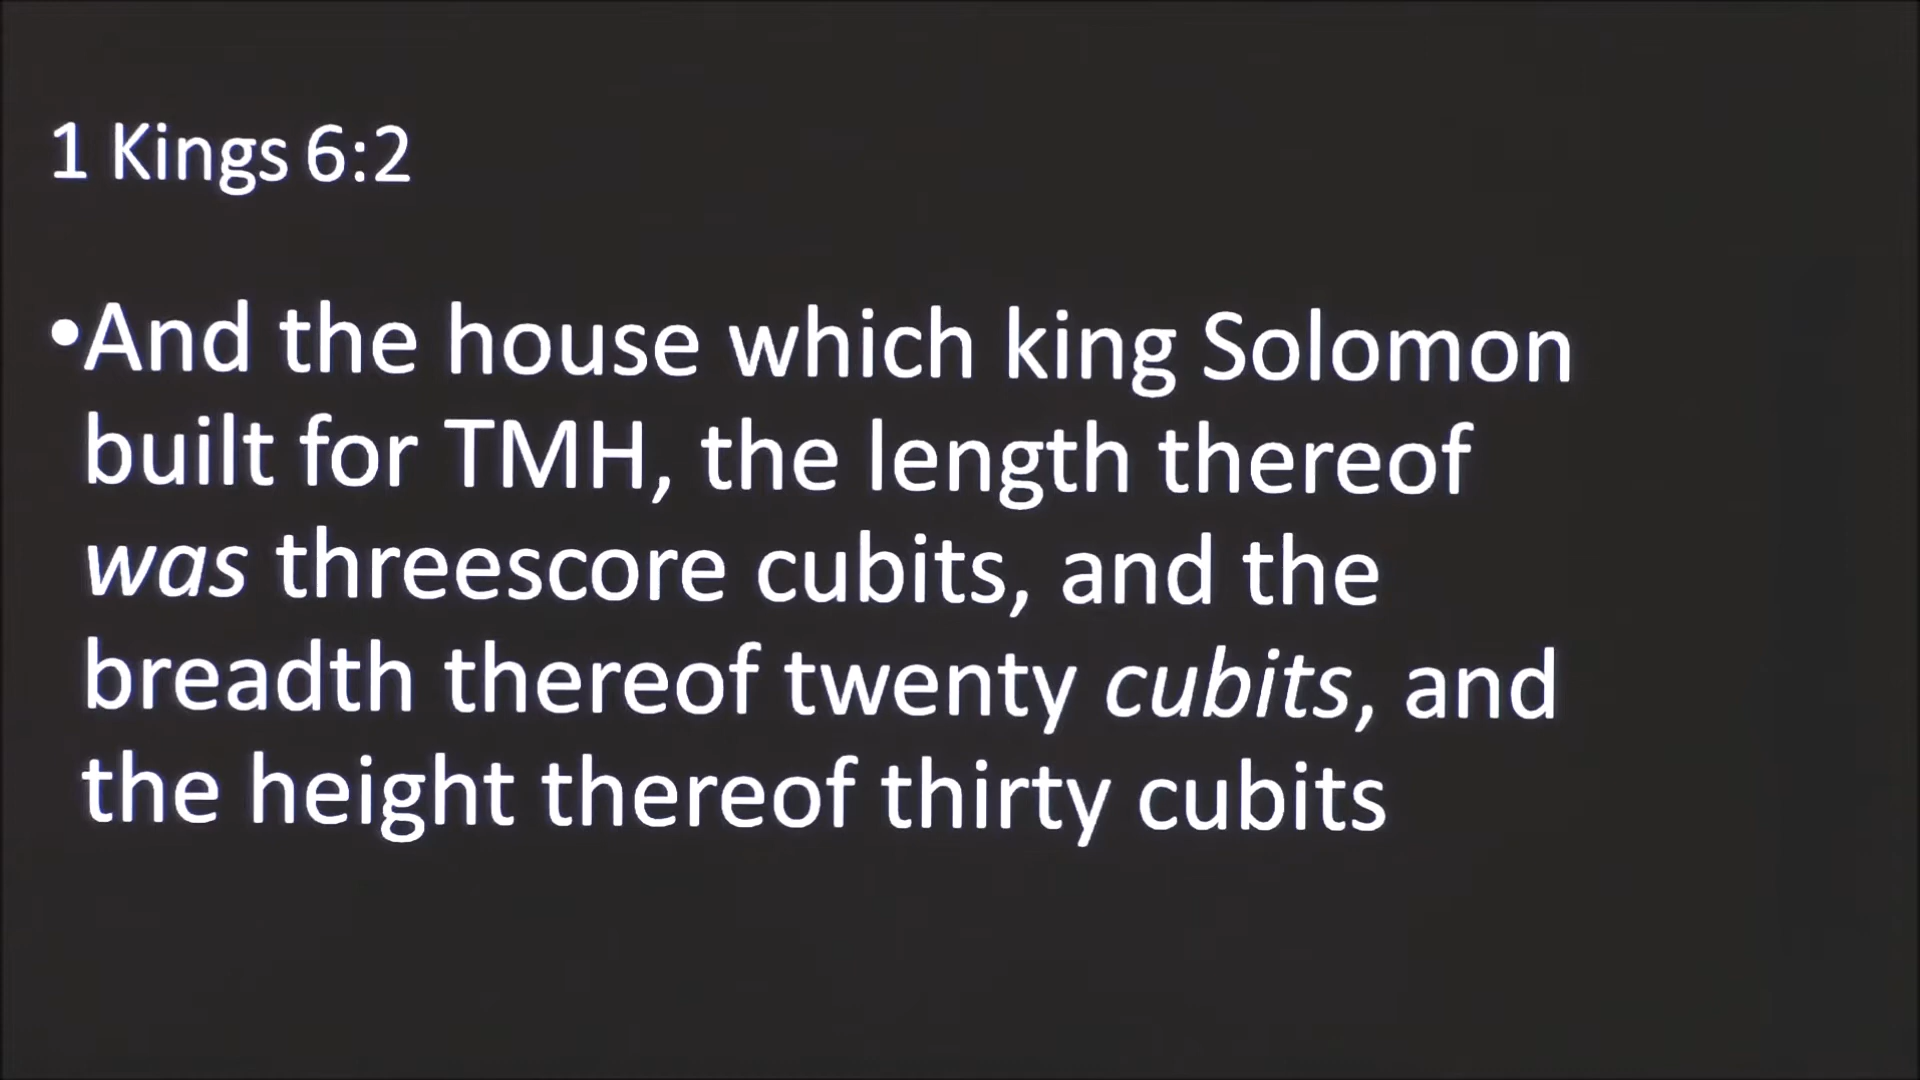 1 Kings 6:2
•And the house which king Solomon
built for TMH, the length thereof
was threescore cubits, and the
breadth thereof twenty cubits, and
the height thereof thirty cubits